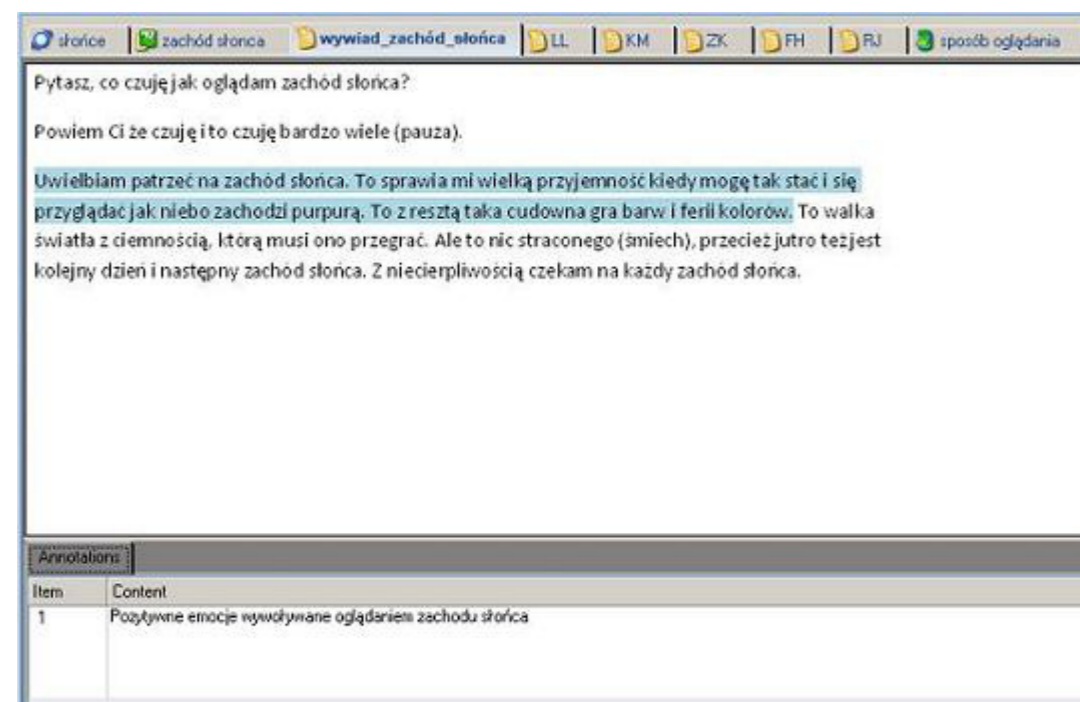 słońce zachód słonca wywiad_zachód_słońca LL KM ZK FH RJ sposób oglądania
Pytasz, co czuję jak oglądam zachód słońca?
Powiem Ci że czuję i to czuję bardzo wiele (pauza).
Uwielbiam patrzeć na zachód słońca. To sprawia mi wielką przyjemność kiedy mogę tak stać i się
przyglądać jak niebo zachodzi purpurą. To z resztą taka cudowna gra barw i ferii kolorów. To walka
światła z ciemnością, którą musi ono przegrać. Ale to nic straconego (śmiech), przecież jutro też jest
kolejny dzień i następny zachód słońca. Z niecierpliwością czekam na każdy zachód słońca.
Annotations
Item Content
1 Pozytywne emocje wywoływane oglądaniem zachodu słońca